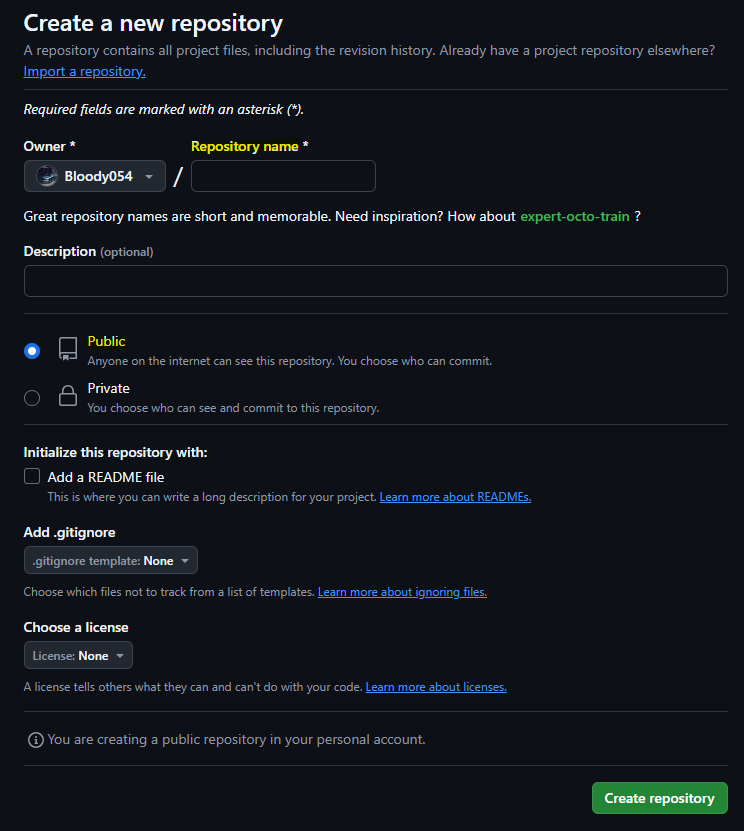 Create a new repository
A repository contains all project files, including the revision history. Already have a project repository elsewhere?
Import a repository.
Required fields are marked with an asterisk (*).
Owner * Repository name *
Bloody054 /
Great repository names are short and memorable. Need inspiration? How about expert-octo-train ?
Description (optional)
Public
Anyone on the internet can see this repository. You choose who can commit.
Private
You choose who can see and commit to this repository.
Initialize this repository with:
Add a README file
This is where you can write a long description for your project. Learn more about READMEs.
Add .gitignore
.gitignore template: None
Choose which files not to track from a list of templates. Learn more about ignoring files.
Choose a license
License: None
A license tells others what they can and can't do with your code. Learn more about licenses.
You are creating a public repository in your personal account.
Create repository